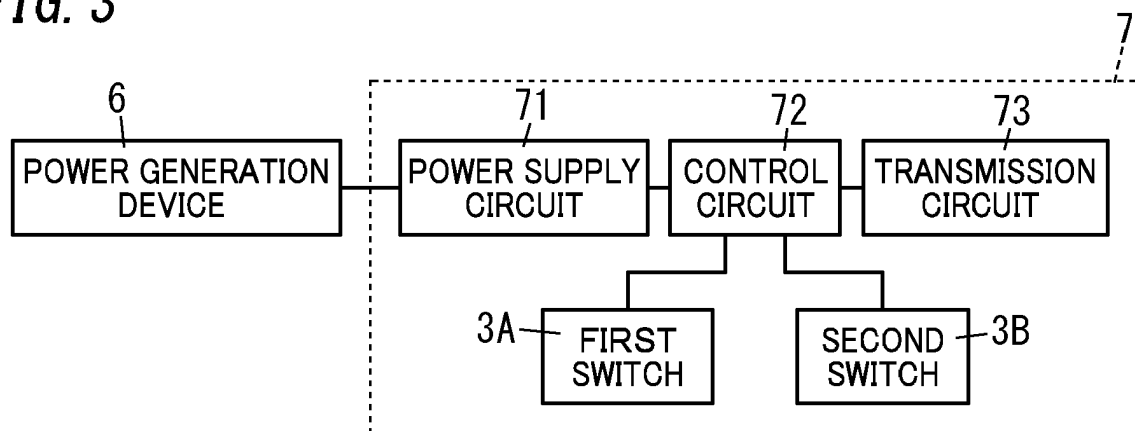 FIG. 3
7
6
71
72
73
POWER GENERATION
DEVICE
POWER SUPPLY
CIRCUIT
CONTROL
CIRCUIT
TRANSMISSION
CIRCUIT
3A
FIRST
SWITCH
SECOND
SWITCH
3B